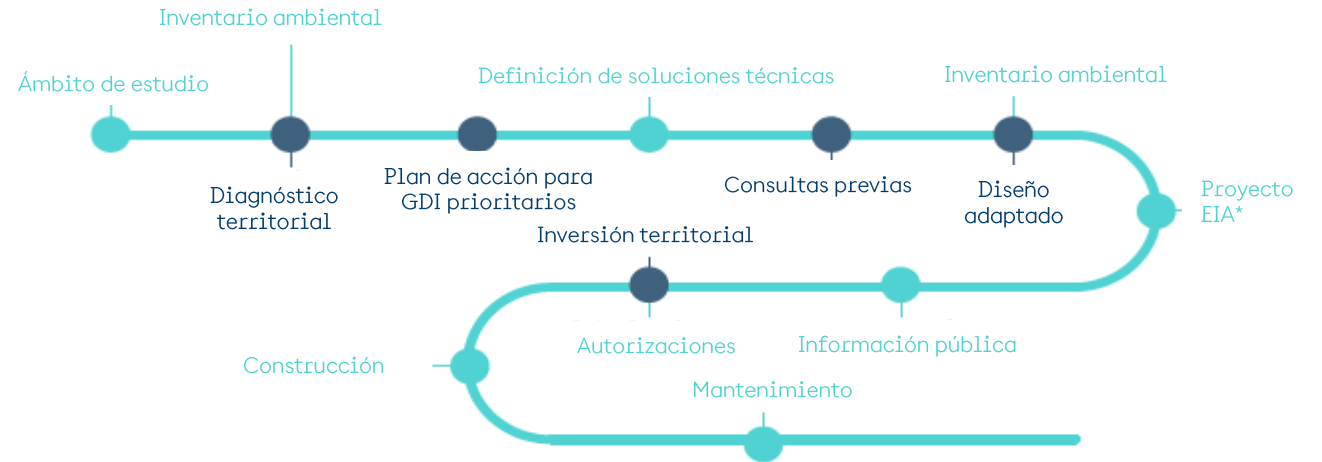 Inventario ambiental
Ámbito de estudio
Definición de soluciones técnicas
Inventario ambiental
Diagnóstico
territorial
Plan de acción para
GDI prioritarios
Consultas previas
Diseño
adaptado
Proyecto
EIA*
Inversión territorial
Autorizaciones
Información pública
Construcción
Mantenimiento